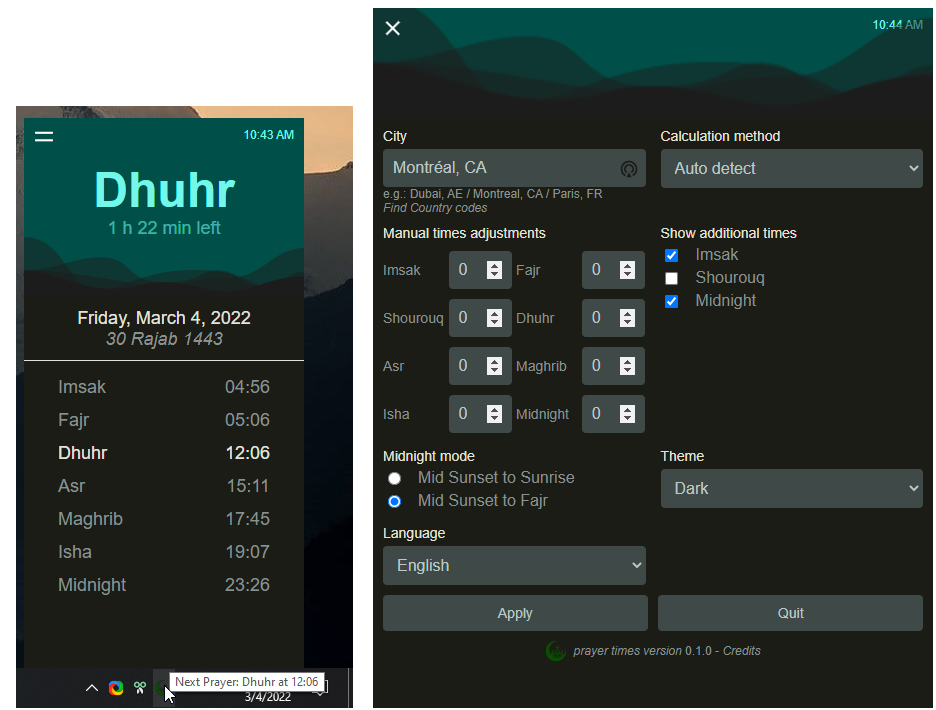 10:43 AM
Dhuhr
1 h 22 min left
Friday, March 4, 2022
30 Rajab 1443
Imsak 04:56
Fajr 05:06
Dhuhr 12:06
Asr 15:11
Maghrib 17:45
Isha 19:07
Midnight 23:26
Next Prayer: Dhuhr at 12:06
3/4/2022
10:44 AM
City
Montréal, CA
e.g.: Dubai, AE / Montreal, CA / Paris, FR
Find Country codes
Calculation method
Auto detect
Manual times adjustments
Imsak 0 Fajr 0
Shourouq 0 Dhuhr 0
Asr 0 Maghrib 0
Isha 0 Midnight 0
Show additional times
Imsak
Shourouq
Midnight
Midnight mode
Mid Sunset to Sunrise
Mid Sunset to Fajr
Theme
Dark
Language
English
Apply Quit
prayer times version 0.1.0 - Credits